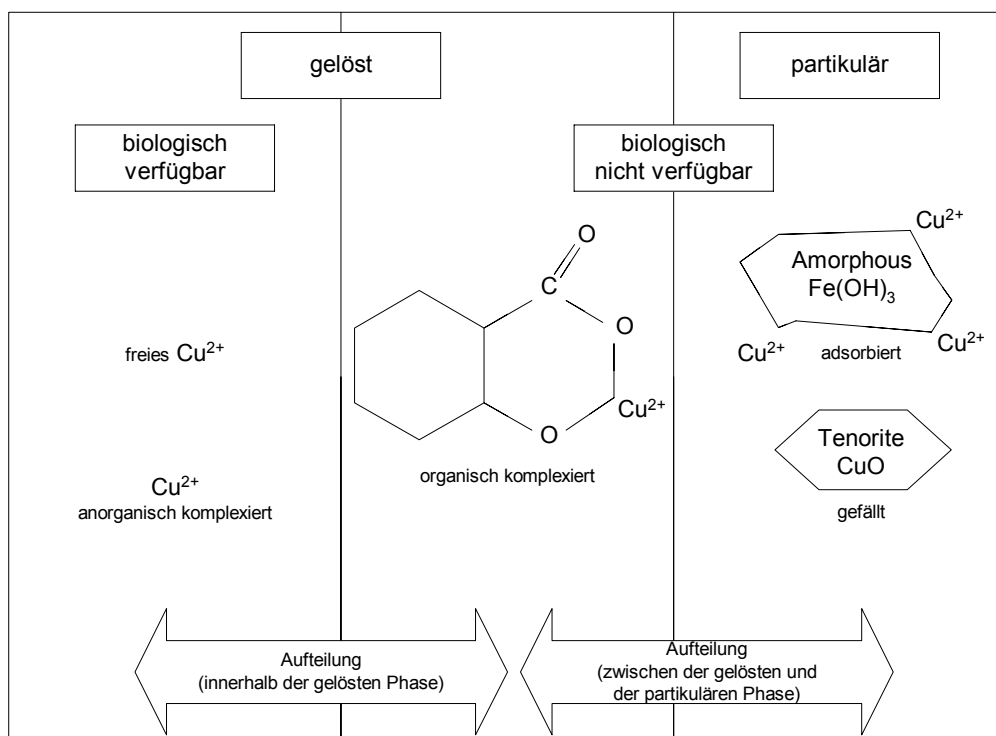 gelöst
partikulär
biologisch
verfügbar
biologisch
nicht verfügbar
freies Cu²⁺
Cu²⁺
anorganisch komplexiert
O
C
O
Cu²⁺
O
organisch komplexiert
Cu²⁺
Amorphous
Fe(OH)₃
Cu²⁺
Cu²⁺
adsorbiert
Tenorite
CuO
gefällt
Aufteilung
(innerhalb der gelösten Phase)
Aufteilung
(zwischen der gelösten und
der partikulären Phase)